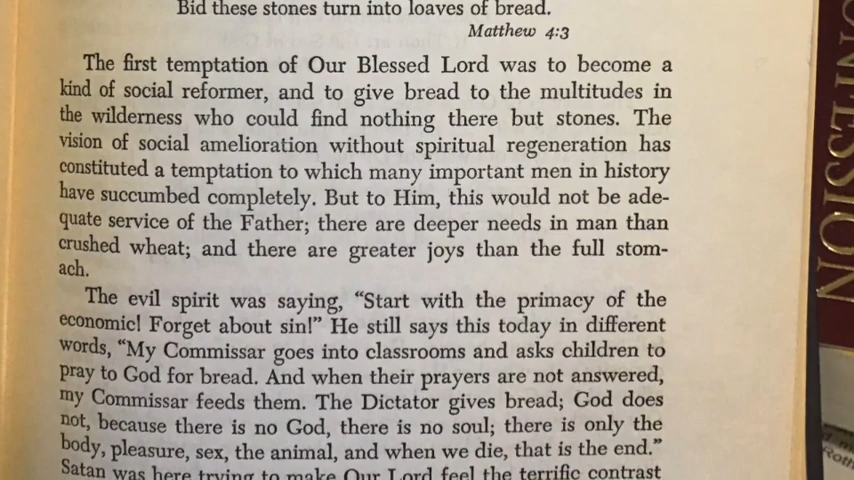 Bid these stones turn into loaves of bread.
Matthew 4:3
The first temptation of Our Blessed Lord was to become a
kind of social reformer, and to give bread to the multitudes in
the wilderness who could find nothing there but stones. The
vision of social amelioration without spiritual regeneration has
constituted a temptation to which many important men in history
have succumbed completely. But to Him, this would not be ade-
quate service of the Father; there are deeper needs in man than
crushed wheat; and there are greater joys than the full stom-
ach.
The evil spirit was saying, “Start with the primacy of the
economic! Forget about sin!” He still says this today in different
words, “My Commissar goes into classrooms and asks children to
pray to God for bread. And when their prayers are not answered,
my Commissar feeds them. The Dictator gives bread; God does
not, because there is no God, there is no soul; there is only the
body, pleasure, sex, the animal, and when we die, that is the end.”
Satan was here trying to make Our Lord feel the terrific contrast
ONFESSION